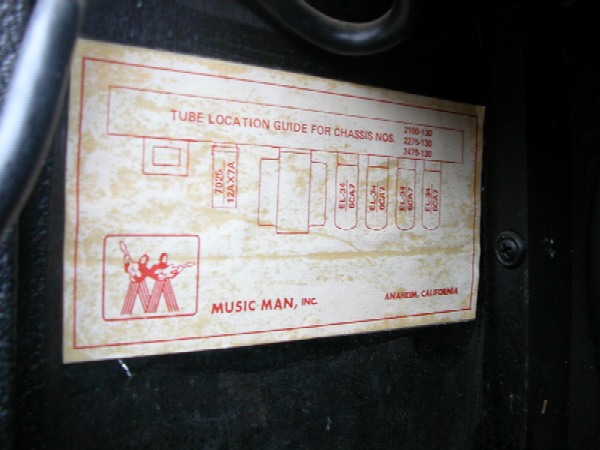 TUBE LOCATION GUIDE FOR CHASSIS NOS. 2100-130
2275-130
2475-130
7025
12AX7A
EL-34
6CA7
EL-34
6CA7
EL-34
6CA7
EL-34
6CA7
MUSIC MAN, INC.
ANAHEIM, CALIFORNIA